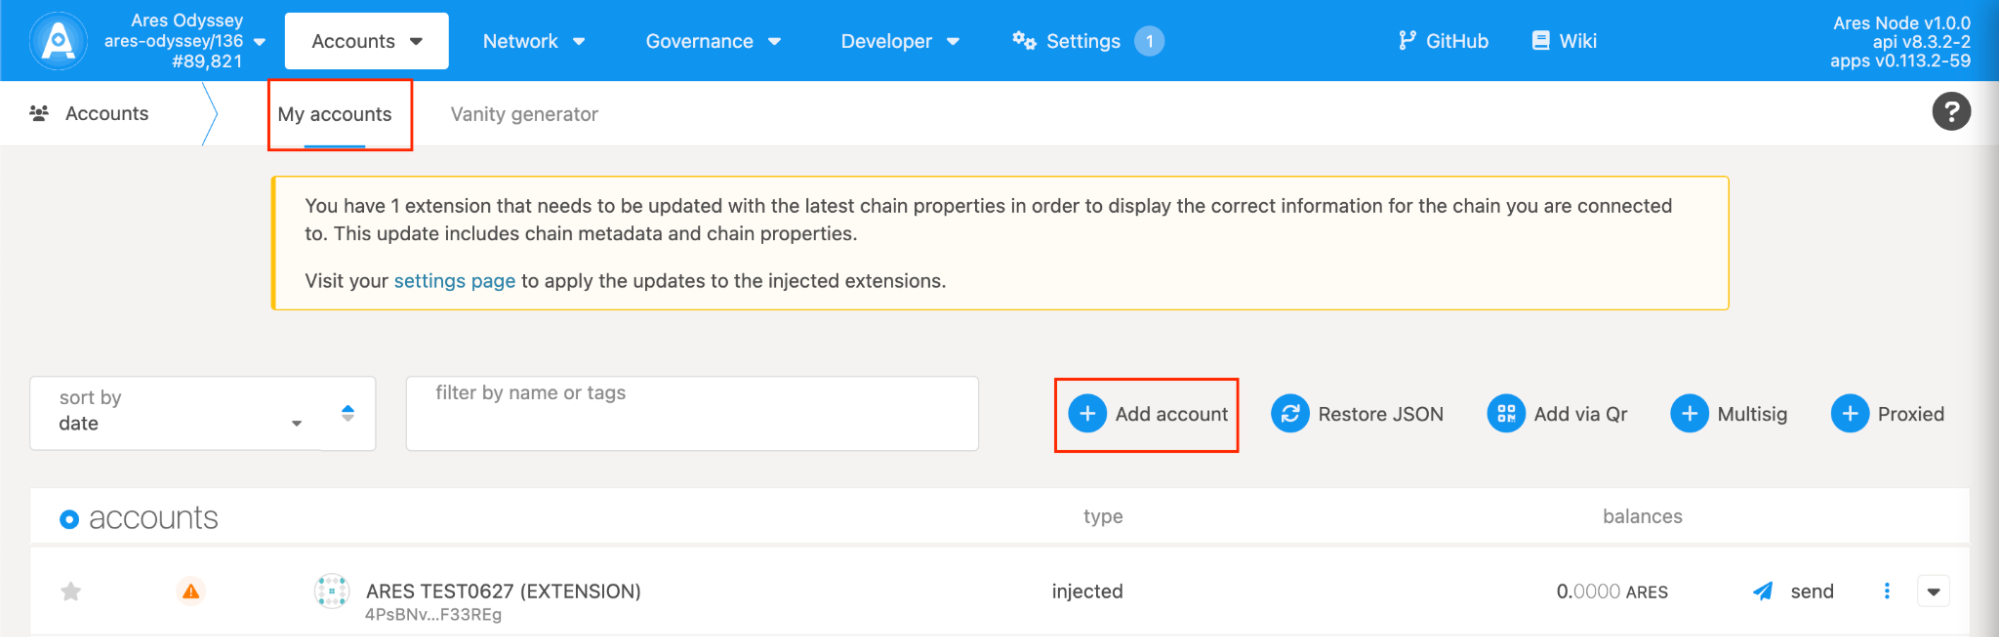 Ares Odyssey
ares-odyssey/136
#89,821
Accounts
Network
Governance
Developer
Settings
1
GitHub
Wiki
Ares Node v1.0.0
api v8.3.2-2
apps v0.113.2-59
Accounts
My accounts
Vanity generator
?
You have 1 extension that needs to be updated with the latest chain properties in order to display the correct information for the chain you are connected
to. This update includes chain metadata and chain properties.
Visit your settings page to apply the updates to the injected extensions.
sort by
date
filter by name or tags
Add account
Restore JSON
Add via Qr
Multisig
Proxied
accounts
type
balances
ARES TEST0627 (EXTENSION)
4PsBNv...F33REg
injected
0.0000 ARES
send